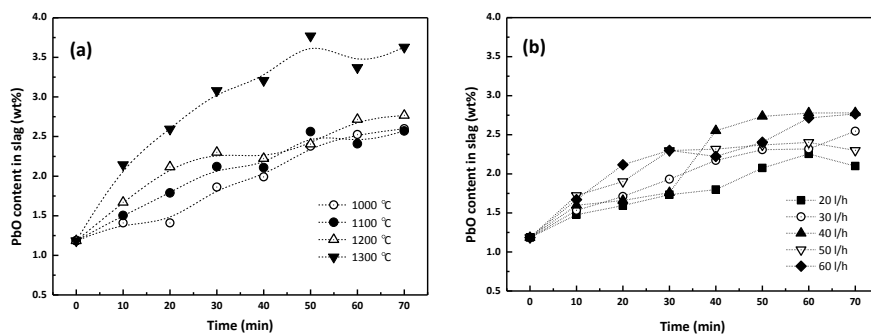 4.0
3.5
3.0
2.5
2.0
1.5
1.0
0.5
PbO content in slag (wt%)
(a)
1000 ℃
1100 ℃
1200 ℃
1300 ℃
0 10 20 30 40 50 60 70
Time (min)
4.0
3.5
3.0
2.5
2.0
1.5
1.0
0.5
PbO content in slag (wt%)
(b)
20 l/h
30 l/h
40 l/h
50 l/h
60 l/h
0 10 20 30 40 50 60 70
Time (min)